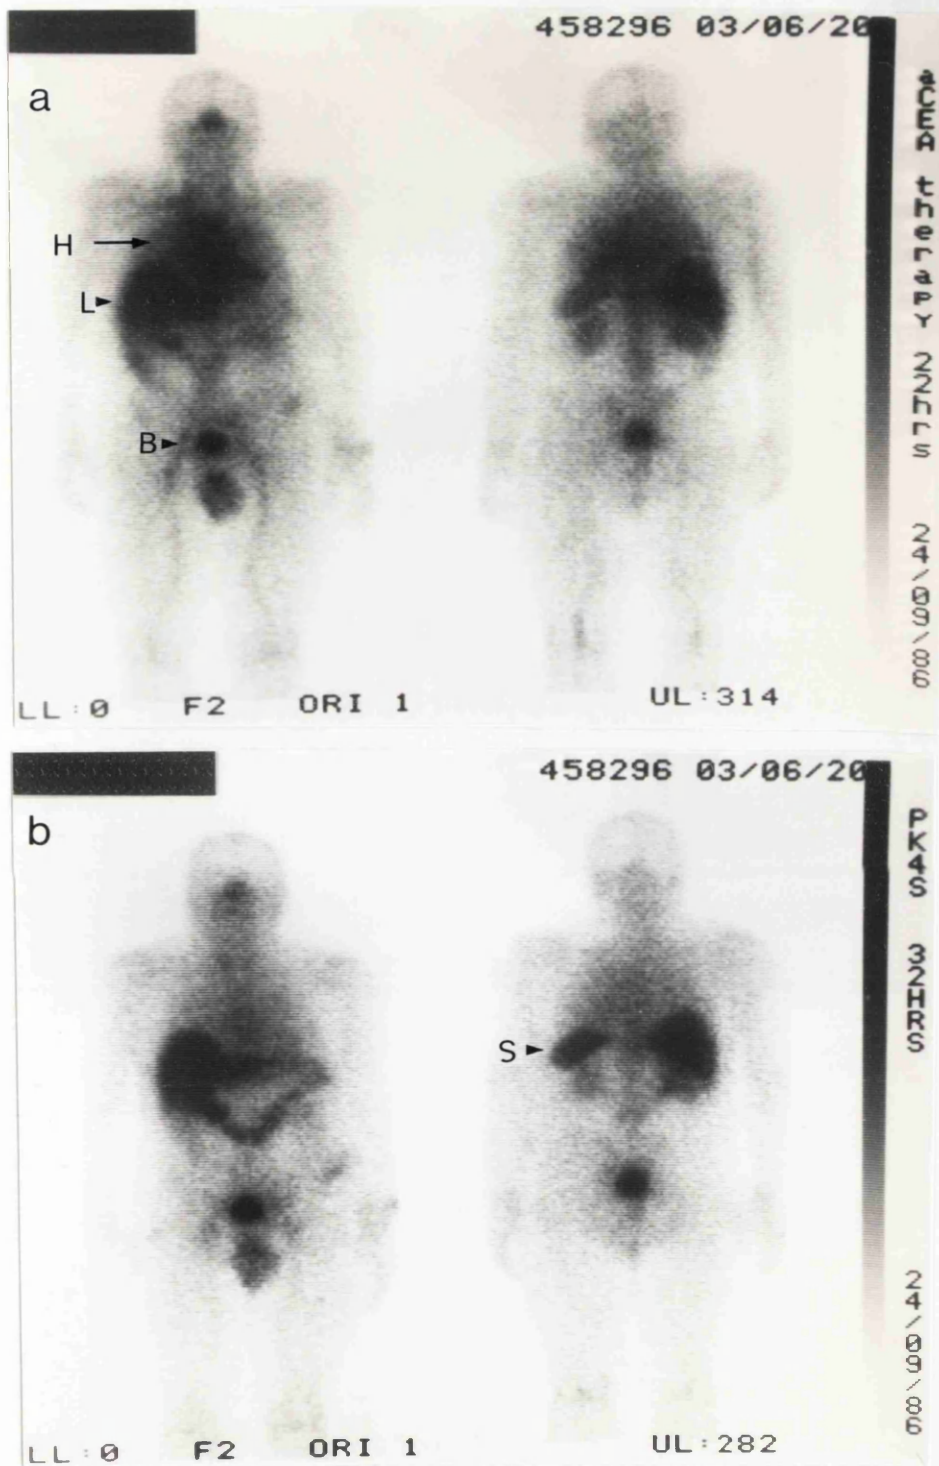 458296 03/06/20
a
H
L
B
aCEA therapy 22hrs 24/09/86
LL:0 F2 ORI 1 UL:314
458296 03/06/20
b
S
PK4S 32HRS 24/09/86
LL:0 F2 ORI 1 UL:282